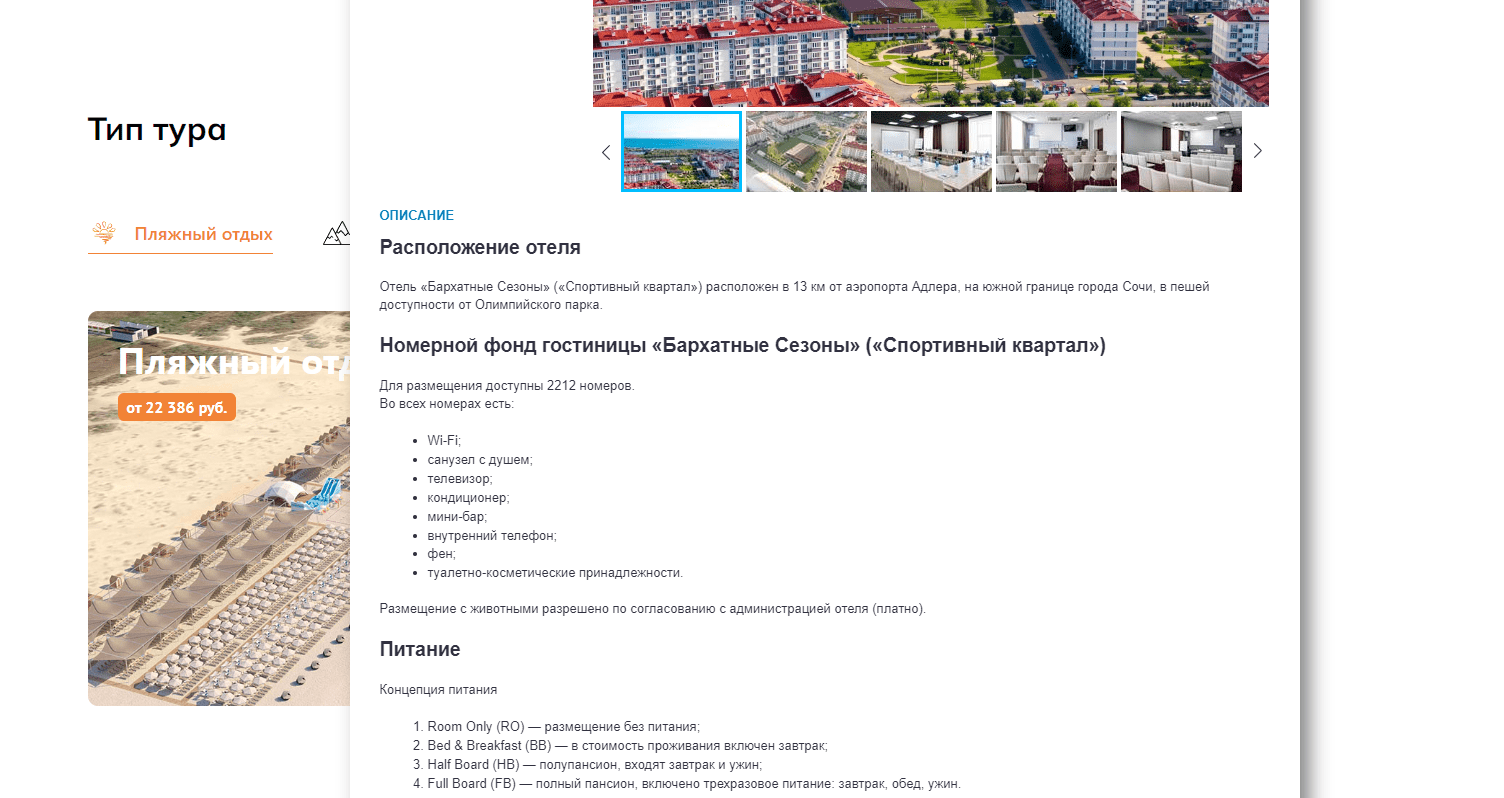 Тип тура
Пляжный отдых
Пляжный отд
от 22 386 руб.
ОПИСАНИЕ
Расположение отеля
Отель «Бархатные Сезоны» («Спортивный квартал») расположен в 13 км от аэропорта Адлера, на южной границе города Сочи, в пешей
доступности от Олимпийского парка.
Номерной фонд гостиницы «Бархатные Сезоны» («Спортивный квартал»)
Для размещения доступны 2212 номеров.
Во всех номерах есть:
• Wi-Fi;
• санузел с душем;
• телевизор;
• кондиционер;
• мини-бар;
• внутренний телефон;
• фен;
• туалетно-косметические принадлежности.
Размещение с животными разрешено по согласованию с администрацией отеля (платно).
Питание
Концепция питания
1. Room Only (RO) — размещение без питания;
2. Bed & Breakfast (BB) — в стоимость проживания включен завтрак;
3. Half Board (HB) — полупансион, входят завтрак и ужин;
4. Full Board (FB) — полный пансион, включено трехразовое питание: завтрак, обед, ужин.